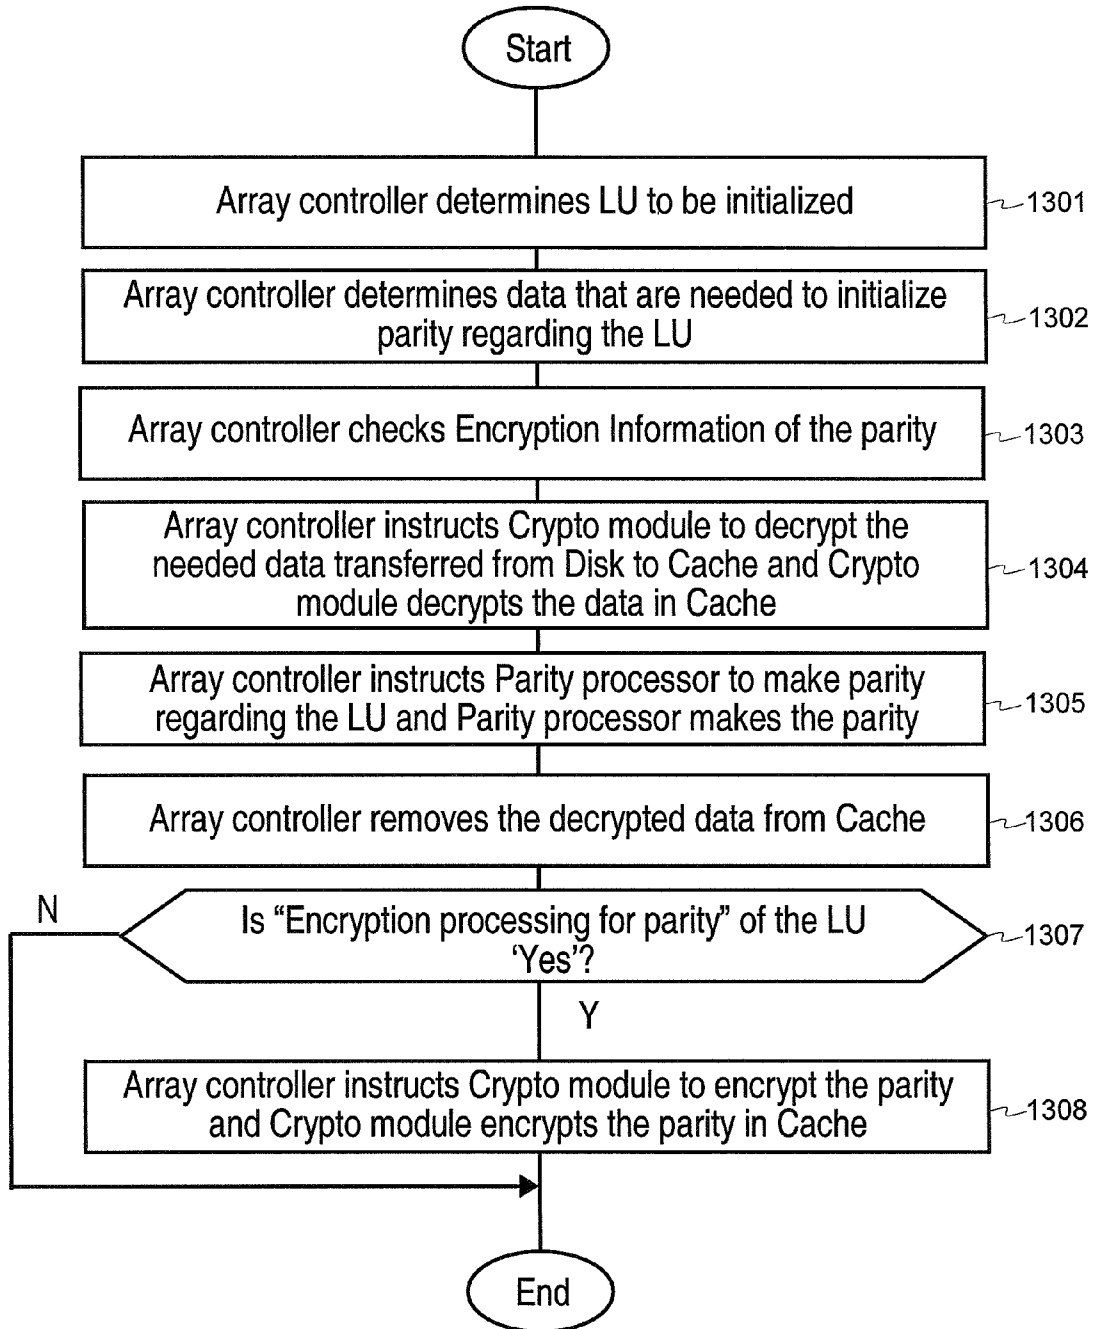 Start
Array controller determines LU to be initialized
1301
Array controller determines data that are needed to initialize
parity regarding the LU
1302
Array controller checks Encryption Information of the parity
1303
Array controller instructs Crypto module to decrypt the
needed data transferred from Disk to Cache and Crypto
module decrypts the data in Cache
1304
Array controller instructs Parity processor to make parity
regarding the LU and Parity processor makes the parity
1305
Array controller removes the decrypted data from Cache
1306
N
Is “Encryption processing for parity” of the LU
‘Yes’?
1307
Y
Array controller instructs Crypto module to encrypt the parity
and Crypto module encrypts the parity in Cache
1308
End